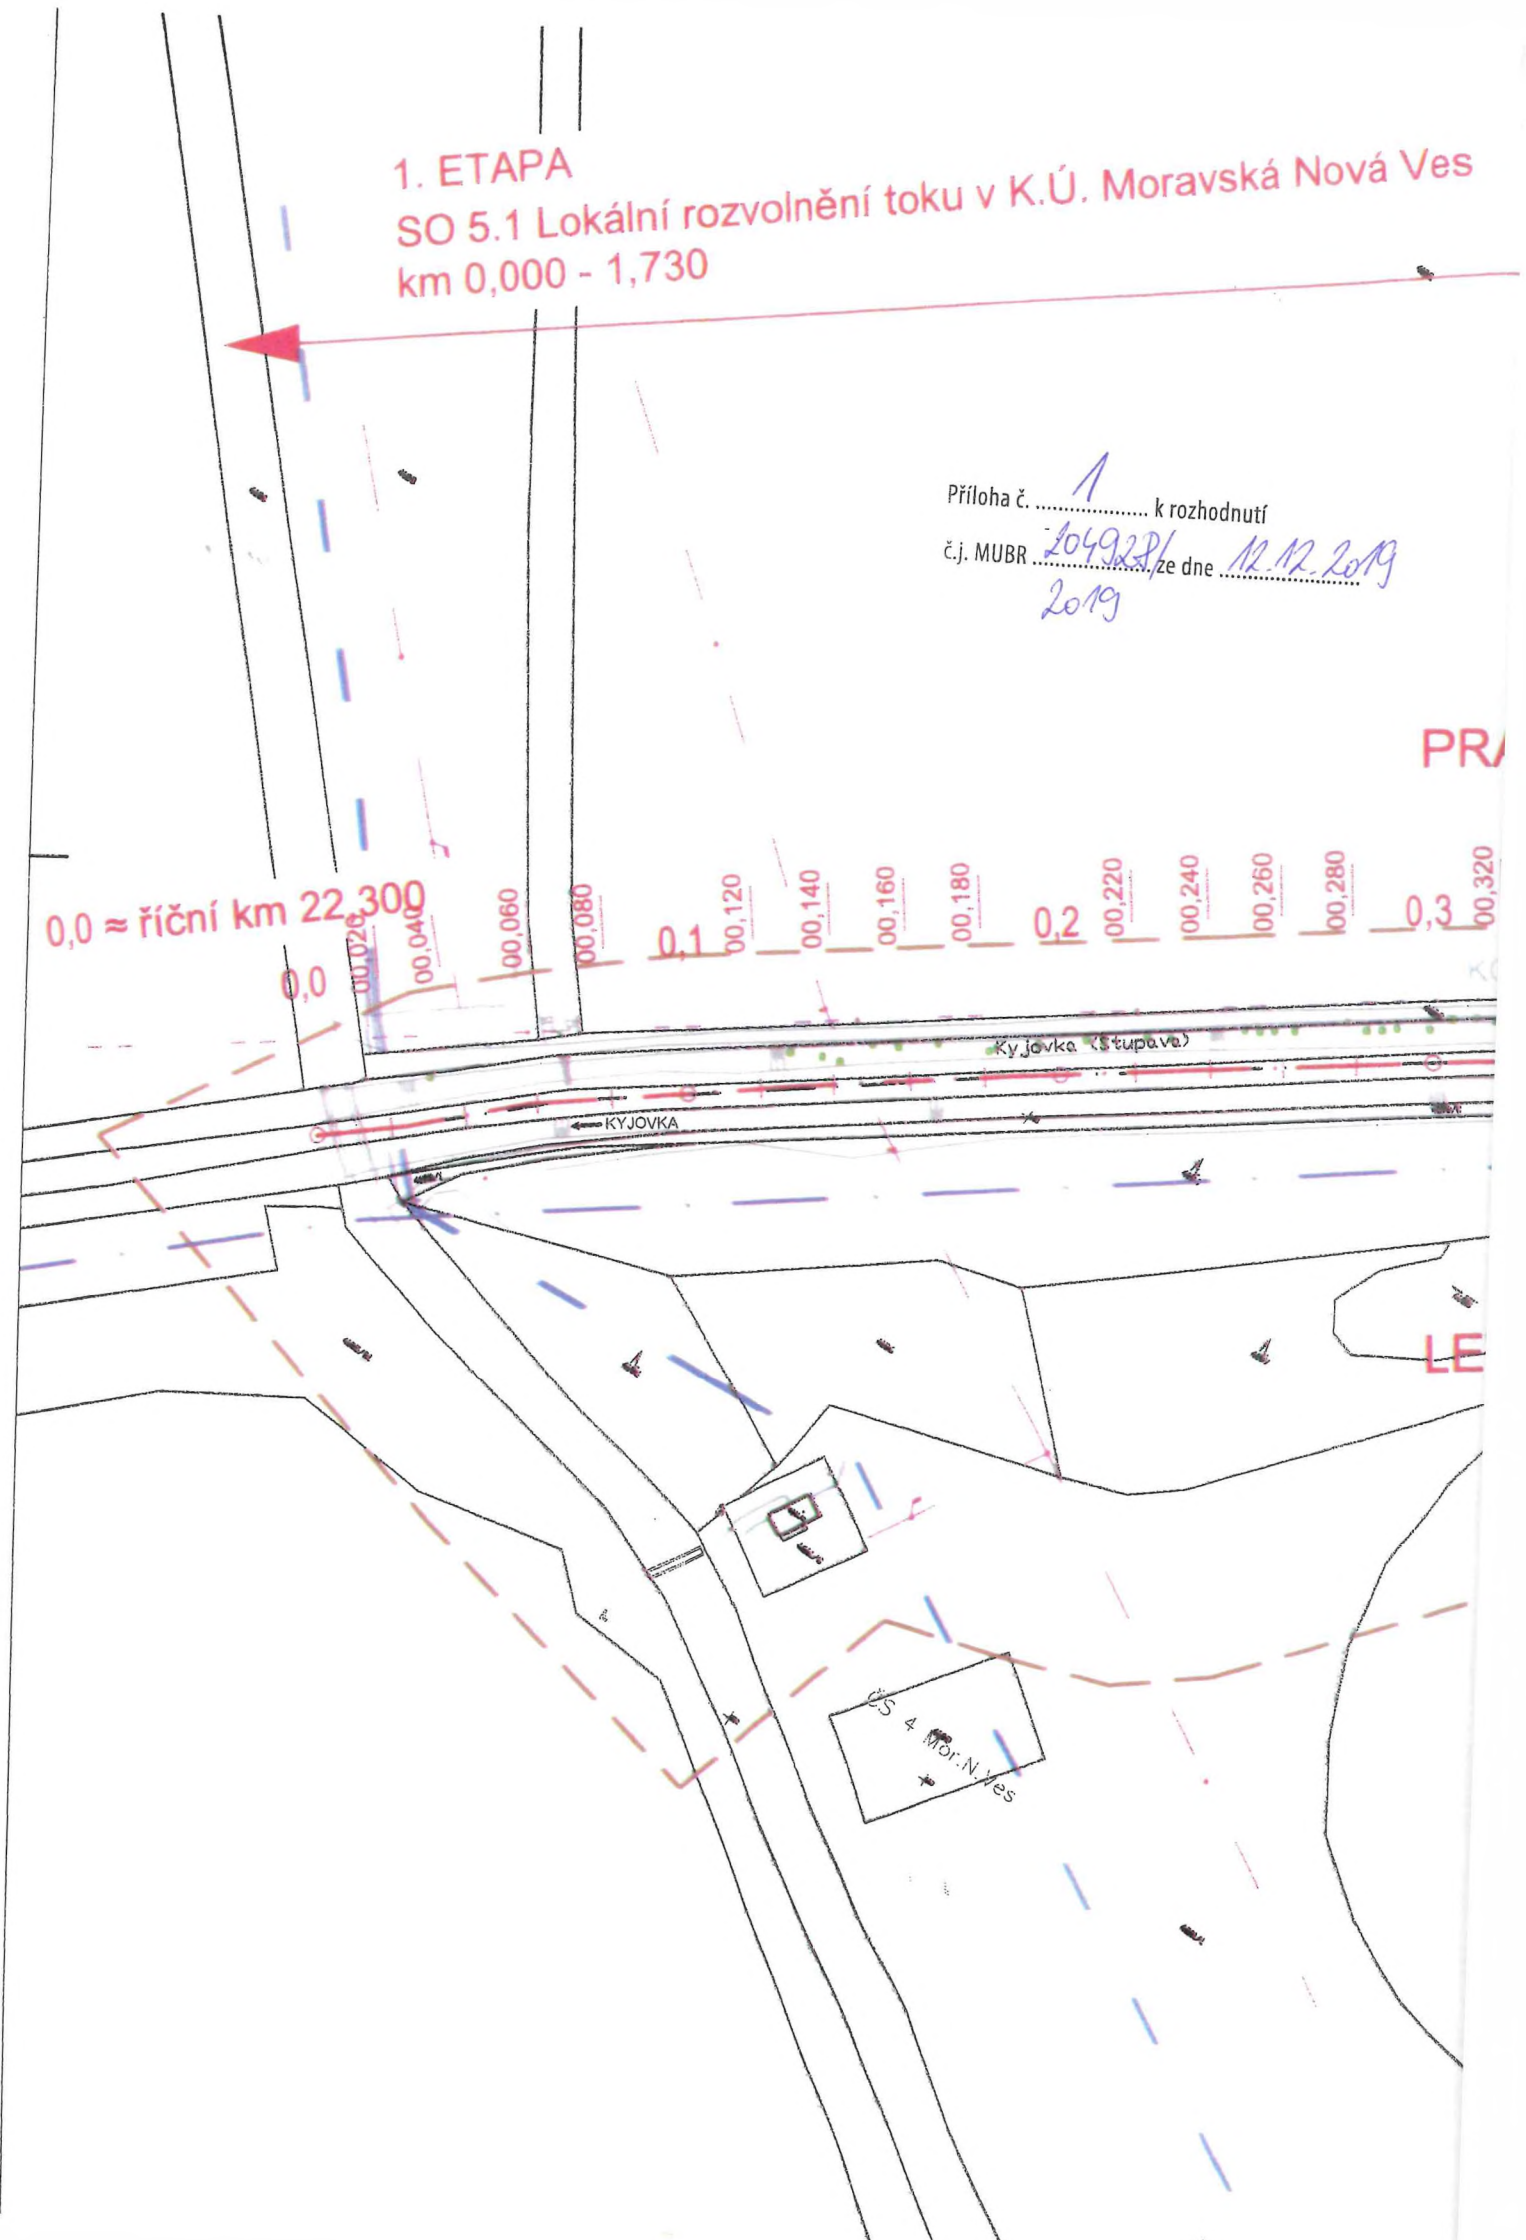 1. ETAPA
SO 5.1 Lokální rozvolnění toku v K.Ú. Moravská Nová Ves
km 0,000 - 1,730
Příloha č. 1 k rozhodnutí
č.j. MUBR 204928/ ze dne 12.12.2019
2019
PRA
0,0 ≈ říční km 22,300
0,0
00,020
00,040
00,060
00,080
0,1
00,120
00,140
00,160
00,180
0,2
00,220
00,240
00,260
00,280
0,3
00,320
Kyjovka (Stupava)
KYJOVKA
LE
ČS 4 Mor.N.Ves